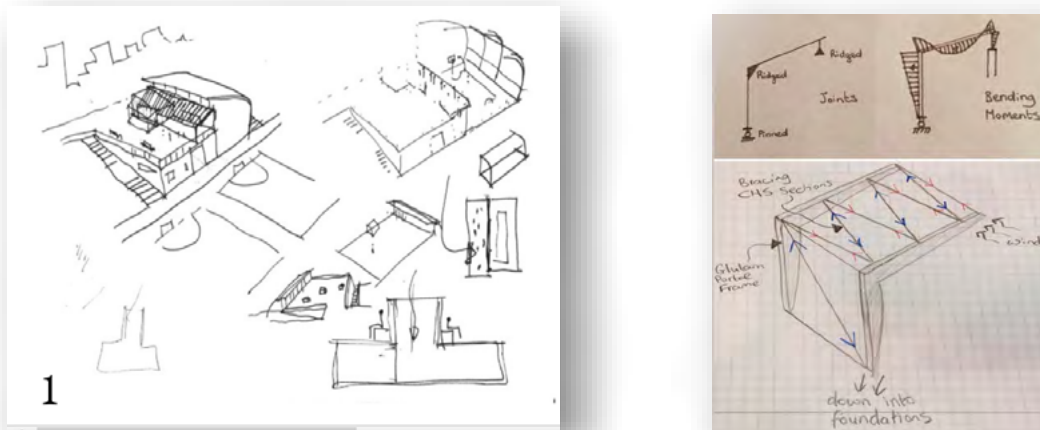 1
Ridged
Ridged
Joints
Pinned
Bending
Moments
Bracing
CHS Sections
Glulam
Portal
Frame
wind
down into
foundations